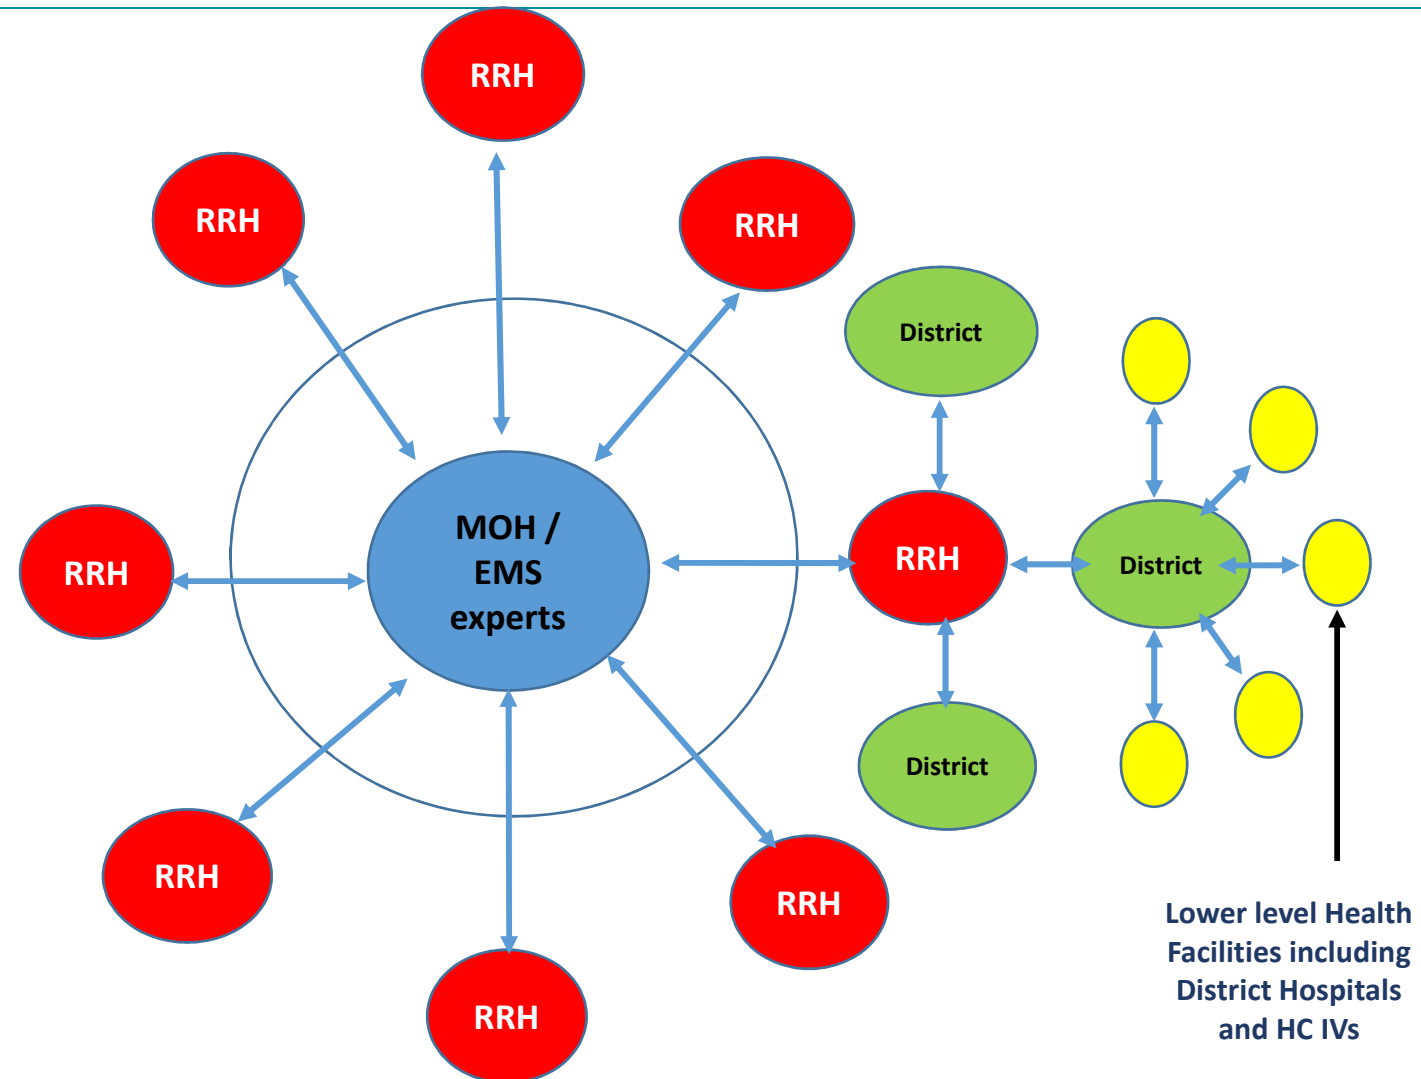 RRH
RRH
RRH
District
District
RRH
MOH /
EMS
experts
RRH
District
RRH
District
RRH
RRH
RRH
Lower level Health
Facilities including
District Hospitals
and HC IVs